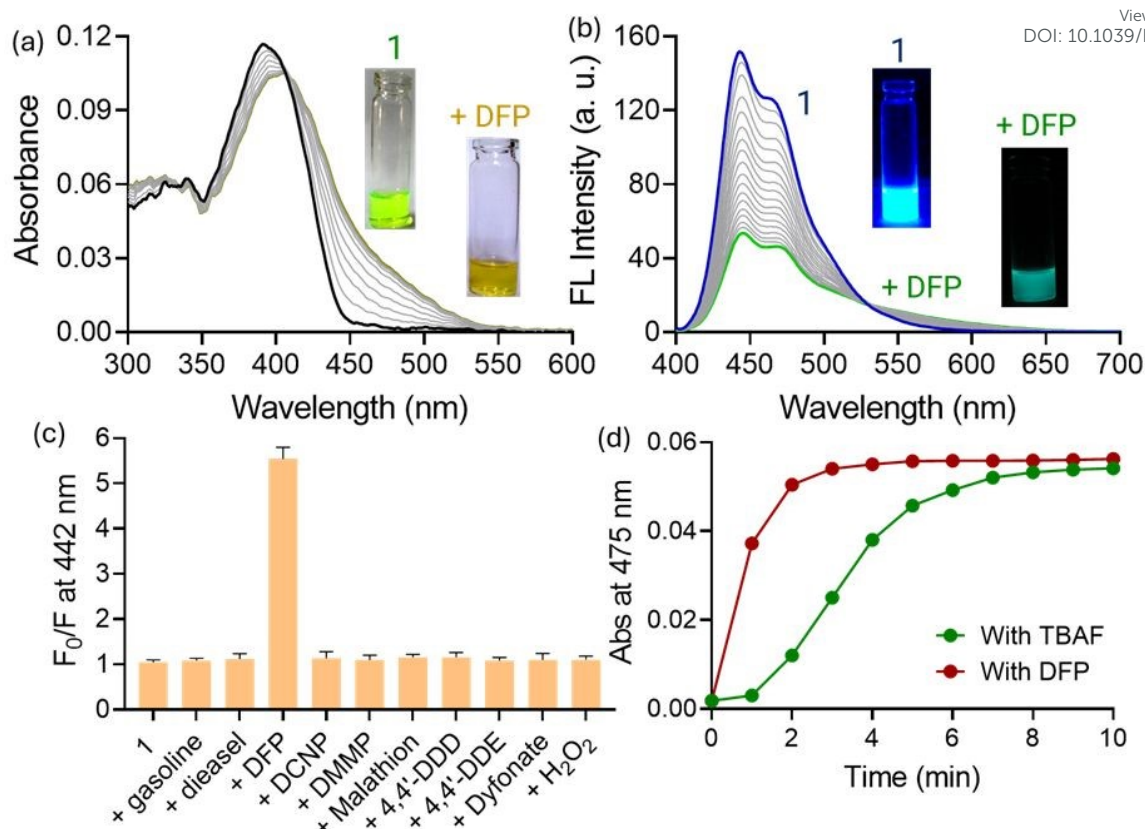 View
DOI: 10.1039/
(a)
0.12
0.09
0.06
0.03
0.00
Absorbance
1
+ DFP
300 350 400 450 500 550 600
Wavelength (nm)
(b)
160
120
80
40
0
FL Intensity (a. u.)
1
1
+ DFP
+ DFP
400 450 500 550 600 650 700
Wavelength (nm)
(c)
6
5
4
3
2
1
0
F₀/F at 442 nm
1
+ gasoline
+ dieasel
+ DFP
+ DCNP
+ DMMP
+ Malathion
+ 4,4'-DDD
+ 4,4'-DDE
+ Dyfonate
+ H₂O₂
(d)
0.06
0.04
0.02
0.00
Abs at 475 nm
With TBAF
With DFP
0 2 4 6 8 10
Time (min)